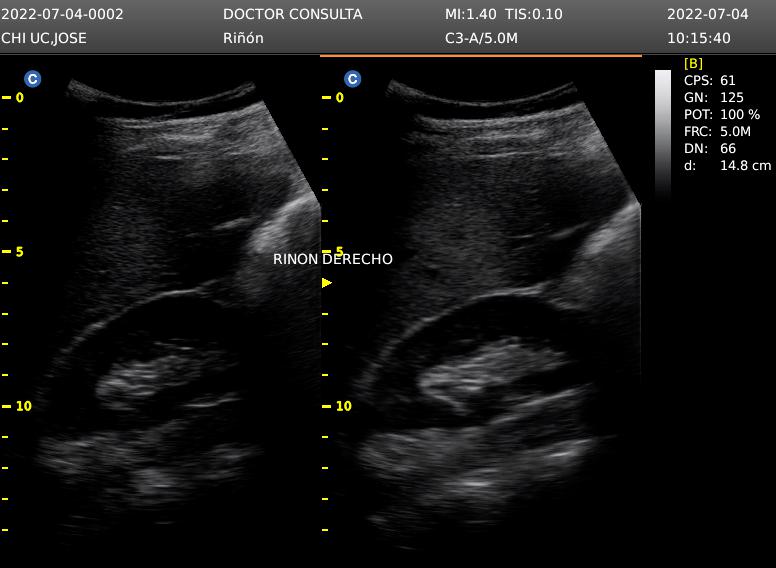 2022-07-04-0002 DOCTOR CONSULTA MI:1.40 TIS:0.10 2022-07-04
CHI UC,JOSE Riñón C3-A/5.0M 10:15:40
C C
[B]
CPS: 61
GN: 125
POT: 100 %
FRC: 5.0M
DN: 66
d: 14.8 cm
0 0
5
RINON DERECHO
10 10